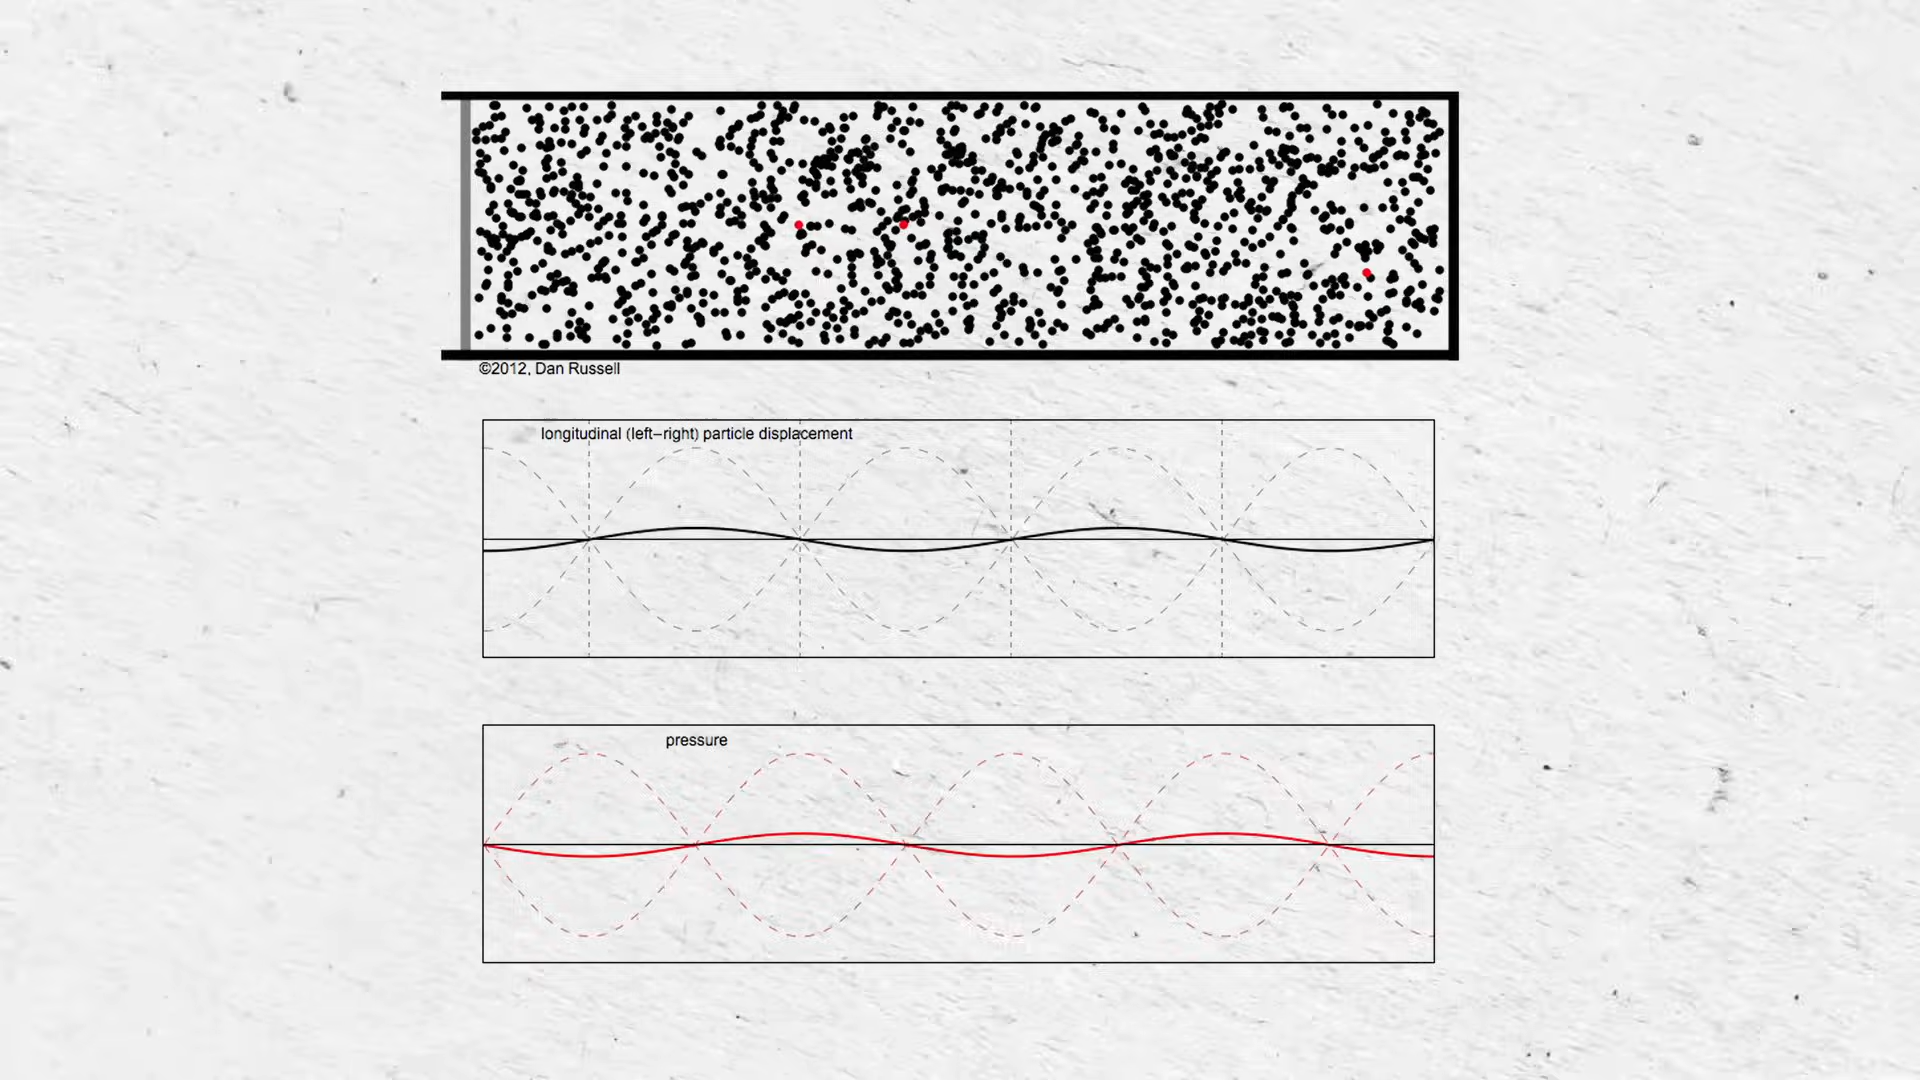 ©2012, Dan Russell
longitudinal (left–right) particle displacement
pressure